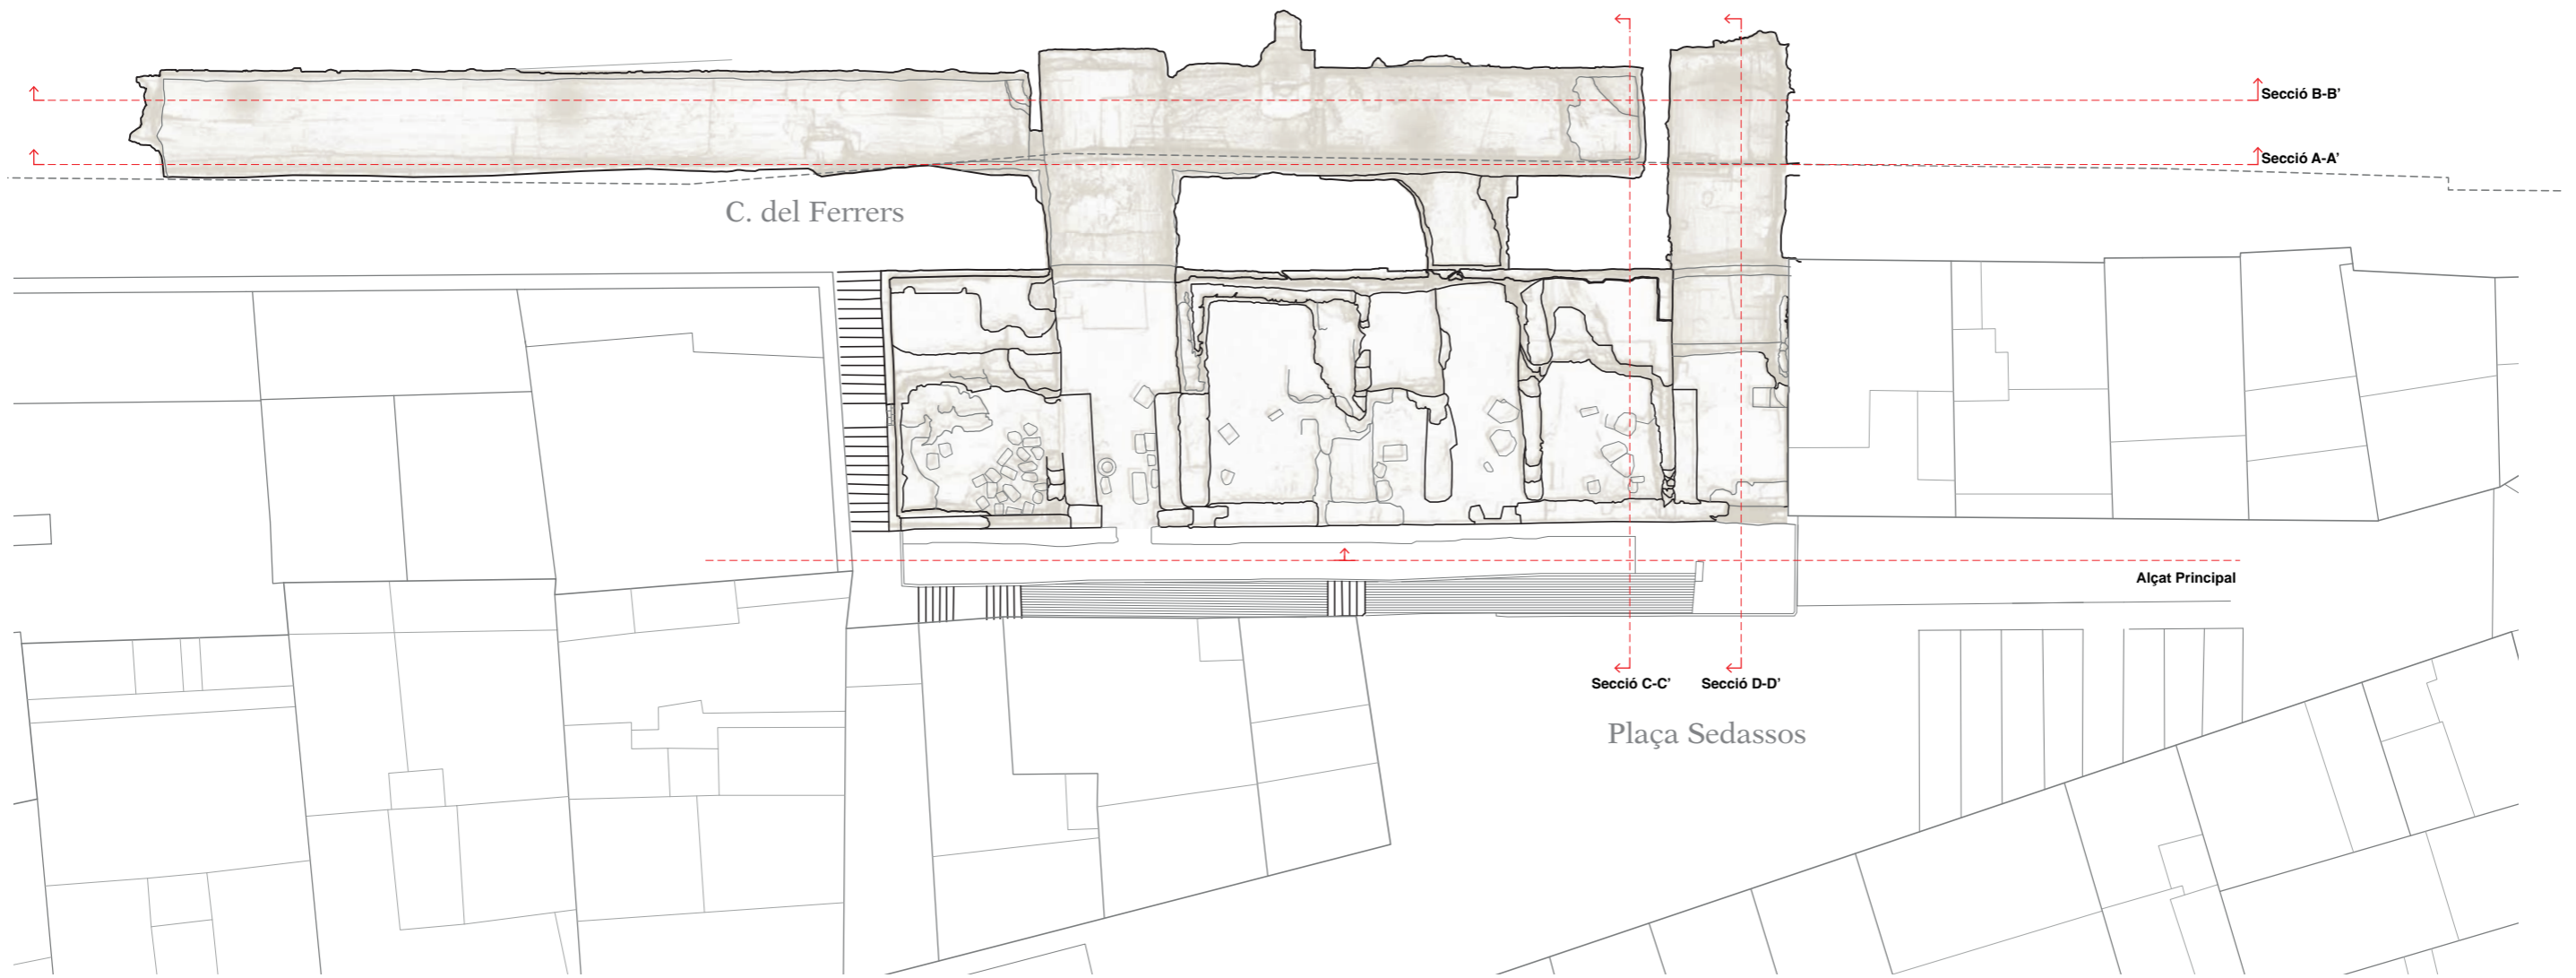 Secció B-B'
Secció A-A'
C. del Ferrers
Alçat Principal
Secció C-C'
Secció D-D'
Plaça Sedassos